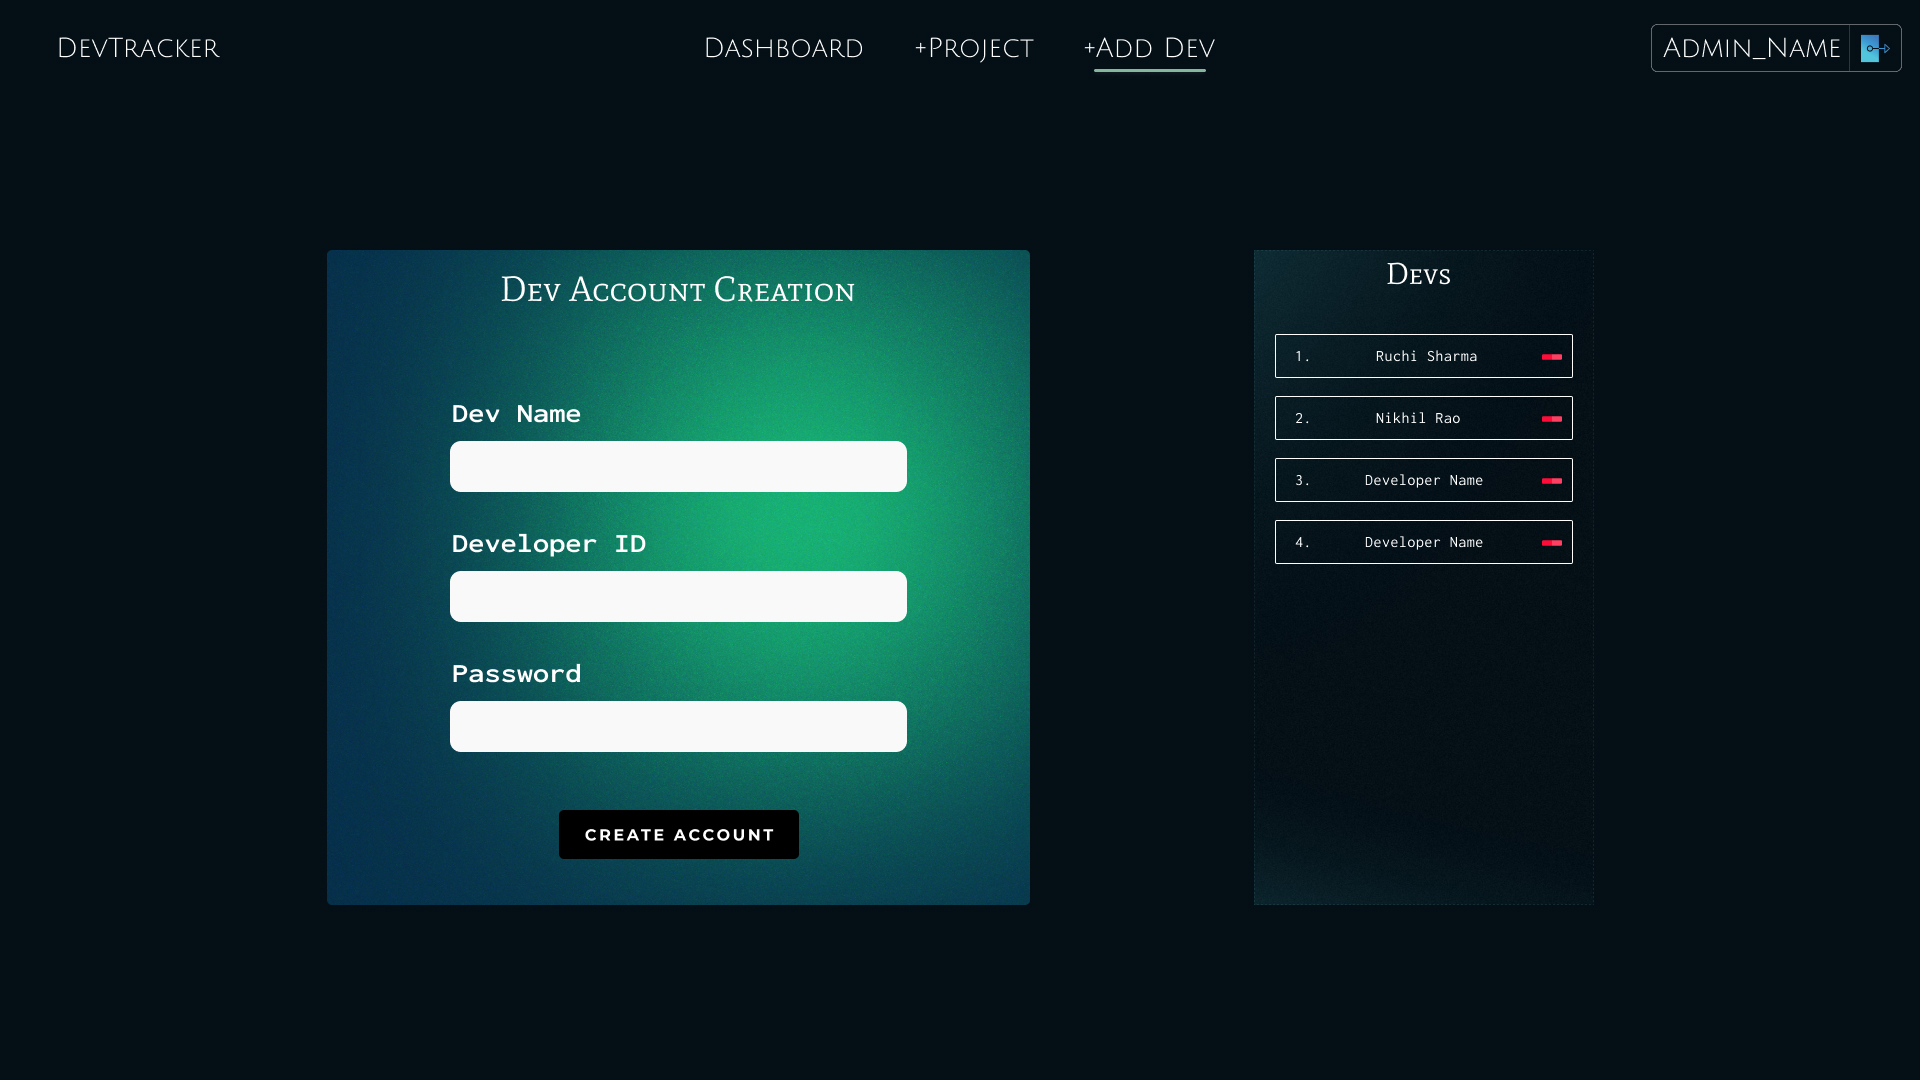 DevTracker
Dashboard +Project +Add Dev
Admin_Name
Dev Account Creation
Dev Name
Developer ID
Password
CREATE ACCOUNT
Devs
1. Ruchi Sharma
2. Nikhil Rao
3. Developer Name
4. Developer Name